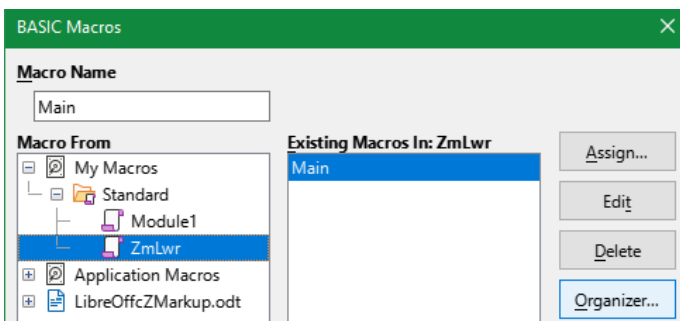 BASIC Macros
Macro Name
Main
Macro From
Existing Macros In: ZmLwr
Assign...
My Macros
Main
Standard
Edit
Module1
ZmLwr
Delete
Application Macros
LibreOffcZMarkup.odt
Organizer...